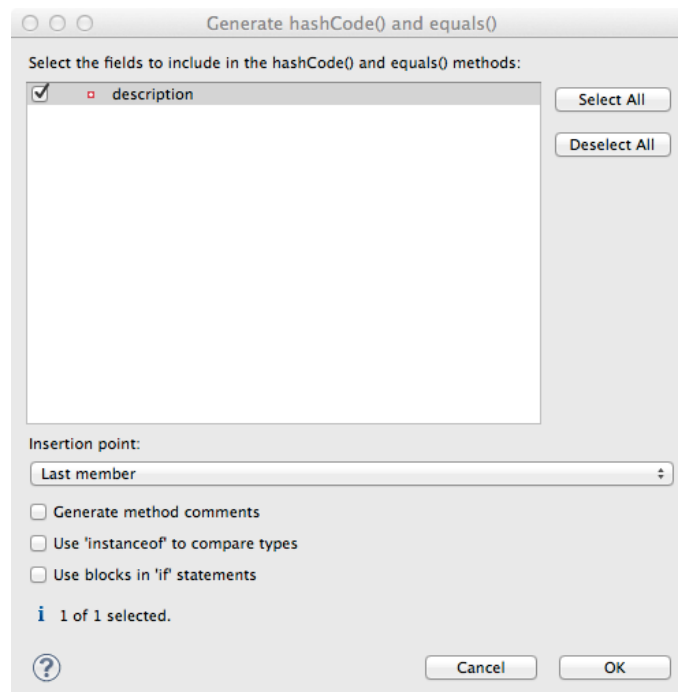 Generate hashCode() and equals()
Select the fields to include in the hashCode() and equals() methods:
description
Select All
Deselect All
Insertion point:
Last member
Generate method comments
Use 'instanceof' to compare types
Use blocks in 'if' statements
i 1 of 1 selected.
?
Cancel
OK